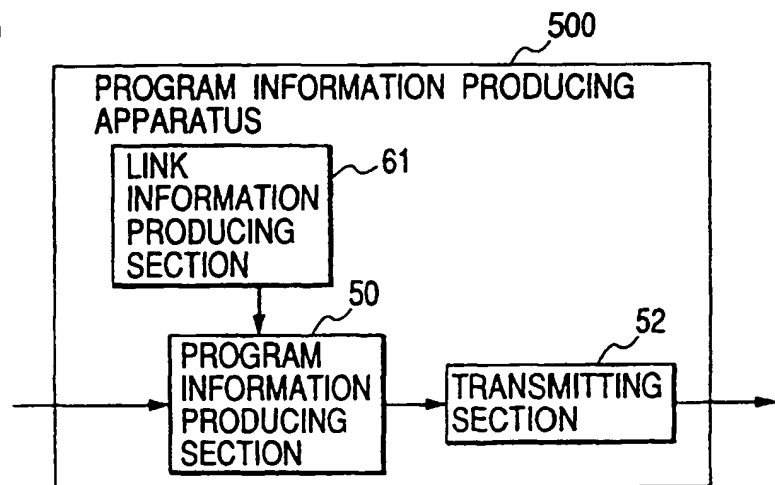 500
PROGRAM INFORMATION PRODUCING
APPARATUS
LINK
INFORMATION
PRODUCING
SECTION
61
50
PROGRAM
INFORMATION
PRODUCING
SECTION
52
TRANSMITTING
SECTION